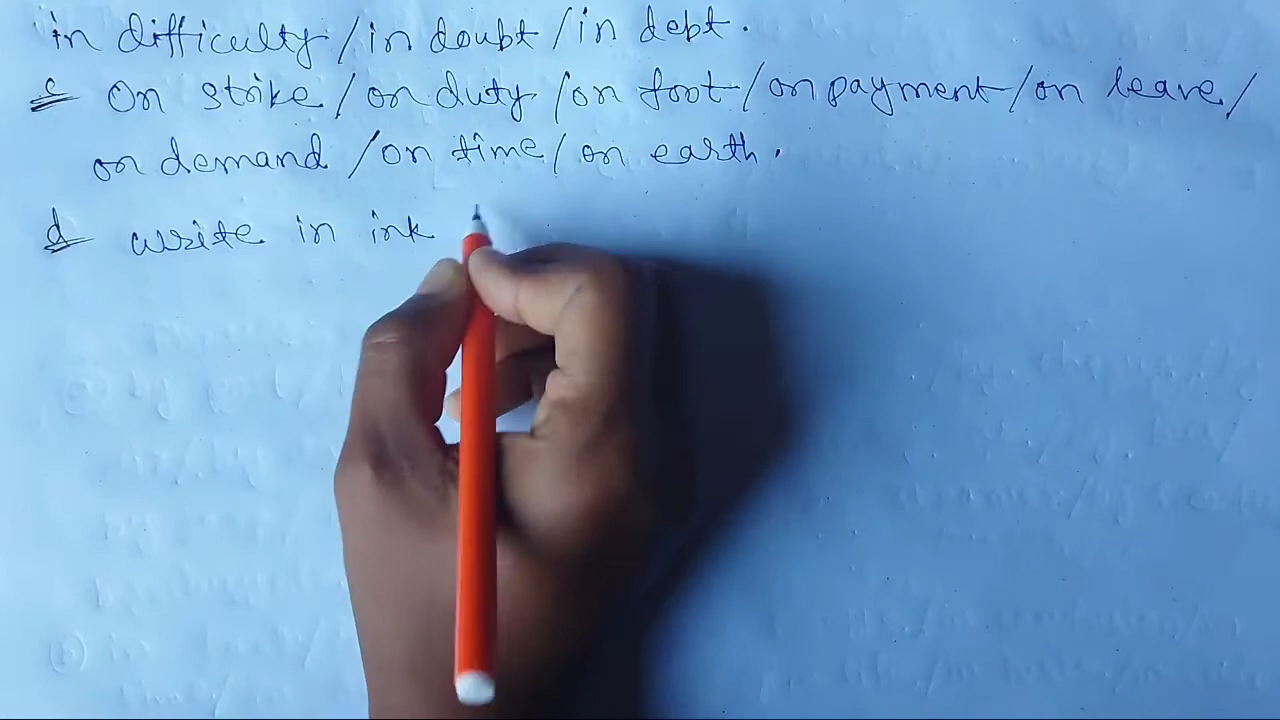 in difficulty/in doubt/in debt.
c On strike/on duty/on foot/on payment/on leave/
on demand/on time/on earth.
d write in ink